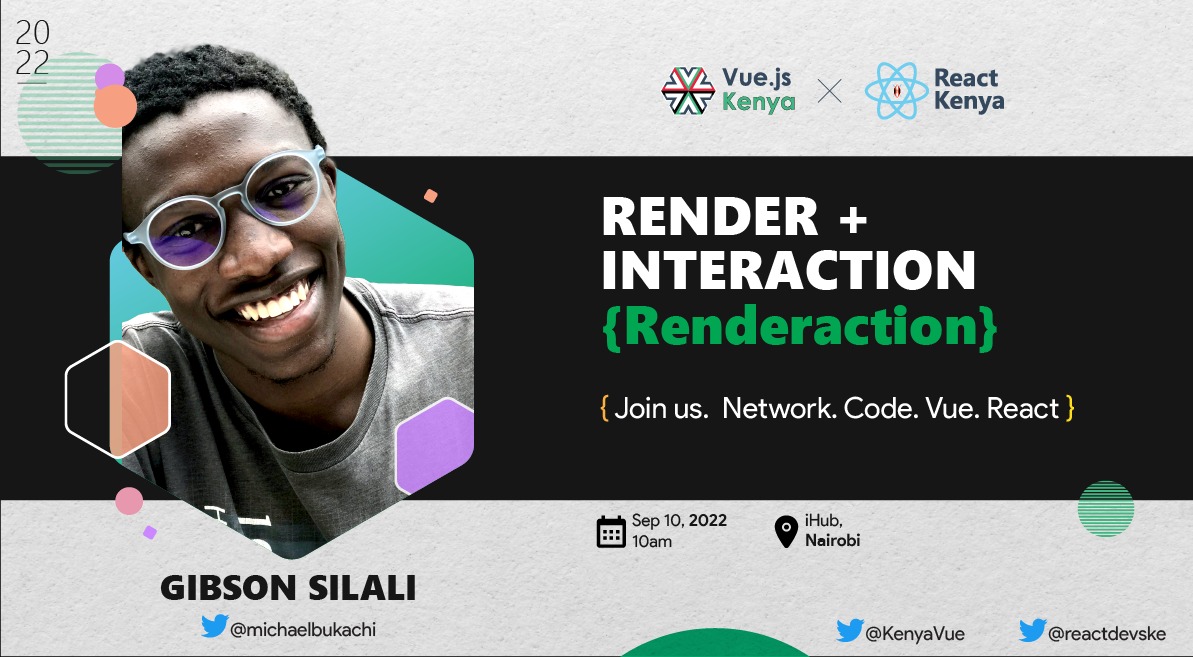 20
22
Vue.js
Kenya
React
Kenya
RENDER +
INTERACTION
{Renderaction}
{ Join us. Network. Code. Vue. React }
Sep 10, 2022
10am
iHub,
Nairobi
GIBSON SILALI
@michaelbukachi
@KenyaVue
@reactdevske